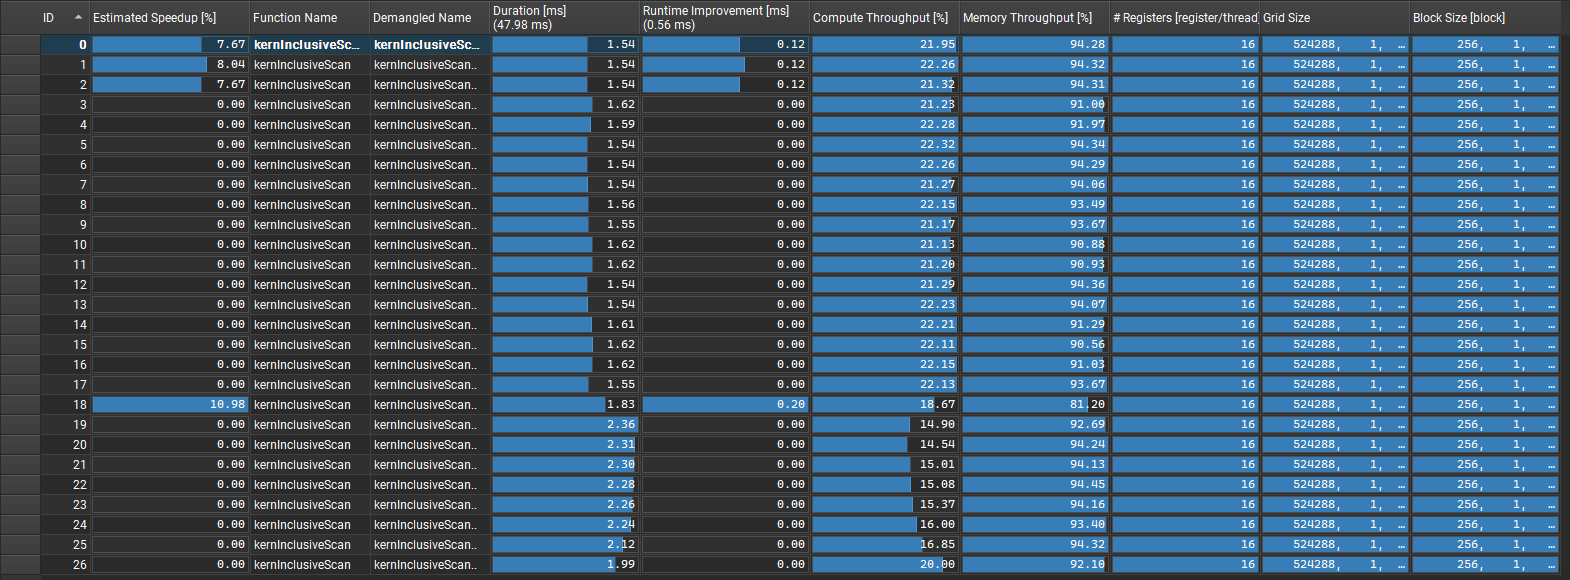 ID Estimated Speedup [%] Function Name Demangled Name Duration [ms] (47.98 ms) Runtime Improvement [ms] (0.56 ms) Compute Throughput [%] Memory Throughput [%] # Registers [register/thread] Grid Size Block Size [block]
0 7.67 kernInclusiveSc... kernInclusiveSc... 1.54 0.12 21.95 94.28 16 524288, 1, … 256, 1, …
1 8.04 kernInclusiveScan kernInclusiveScan.. 1.54 0.12 22.26 94.32 16 524288, 1, … 256, 1, …
2 7.67 kernInclusiveScan kernInclusiveScan.. 1.54 0.12 21.32 94.31 16 524288, 1, … 256, 1, …
3 0.00 kernInclusiveScan kernInclusiveScan.. 1.62 0.00 21.23 91.00 16 524288, 1, … 256, 1, …
4 0.00 kernInclusiveScan kernInclusiveScan.. 1.59 0.00 22.28 91.97 16 524288, 1, … 256, 1, …
5 0.00 kernInclusiveScan kernInclusiveScan.. 1.54 0.00 22.32 94.34 16 524288, 1, … 256, 1, …
6 0.00 kernInclusiveScan kernInclusiveScan.. 1.54 0.00 22.26 94.29 16 524288, 1, … 256, 1, …
7 0.00 kernInclusiveScan kernInclusiveScan.. 1.54 0.00 21.27 94.06 16 524288, 1, … 256, 1, …
8 0.00 kernInclusiveScan kernInclusiveScan.. 1.56 0.00 22.15 93.49 16 524288, 1, … 256, 1, …
9 0.00 kernInclusiveScan kernInclusiveScan.. 1.55 0.00 21.17 93.67 16 524288, 1, … 256, 1, …
10 0.00 kernInclusiveScan kernInclusiveScan.. 1.62 0.00 21.13 90.88 16 524288, 1, … 256, 1, …
11 0.00 kernInclusiveScan kernInclusiveScan.. 1.62 0.00 21.20 90.93 16 524288, 1, … 256, 1, …
12 0.00 kernInclusiveScan kernInclusiveScan.. 1.54 0.00 21.29 94.36 16 524288, 1, … 256, 1, …
13 0.00 kernInclusiveScan kernInclusiveScan.. 1.54 0.00 22.23 94.07 16 524288, 1, … 256, 1, …
14 0.00 kernInclusiveScan kernInclusiveScan.. 1.61 0.00 22.21 91.29 16 524288, 1, … 256, 1, …
15 0.00 kernInclusiveScan kernInclusiveScan.. 1.62 0.00 22.11 90.56 16 524288, 1, … 256, 1, …
16 0.00 kernInclusiveScan kernInclusiveScan.. 1.62 0.00 22.15 91.03 16 524288, 1, … 256, 1, …
17 0.00 kernInclusiveScan kernInclusiveScan.. 1.55 0.00 22.13 93.67 16 524288, 1, … 256, 1, …
18 10.98 kernInclusiveScan kernInclusiveScan.. 1.83 0.20 18.67 81.20 16 524288, 1, … 256, 1, …
19 0.00 kernInclusiveScan kernInclusiveScan.. 2.36 0.00 14.90 92.69 16 524288, 1, … 256, 1, …
20 0.00 kernInclusiveScan kernInclusiveScan.. 2.31 0.00 14.54 94.24 16 524288, 1, … 256, 1, …
21 0.00 kernInclusiveScan kernInclusiveScan.. 2.30 0.00 15.01 94.13 16 524288, 1, … 256, 1, …
22 0.00 kernInclusiveScan kernInclusiveScan.. 2.28 0.00 15.08 94.45 16 524288, 1, … 256, 1, …
23 0.00 kernInclusiveScan kernInclusiveScan.. 2.26 0.00 15.37 94.16 16 524288, 1, … 256, 1, …
24 0.00 kernInclusiveScan kernInclusiveScan.. 2.24 0.00 16.00 93.40 16 524288, 1, … 256, 1, …
25 0.00 kernInclusiveScan kernInclusiveScan.. 2.12 0.00 16.85 94.32 16 524288, 1, … 256, 1, …
26 0.00 kernInclusiveScan kernInclusiveScan.. 1.99 0.00 20.00 92.10 16 524288, 1, … 256, 1, …